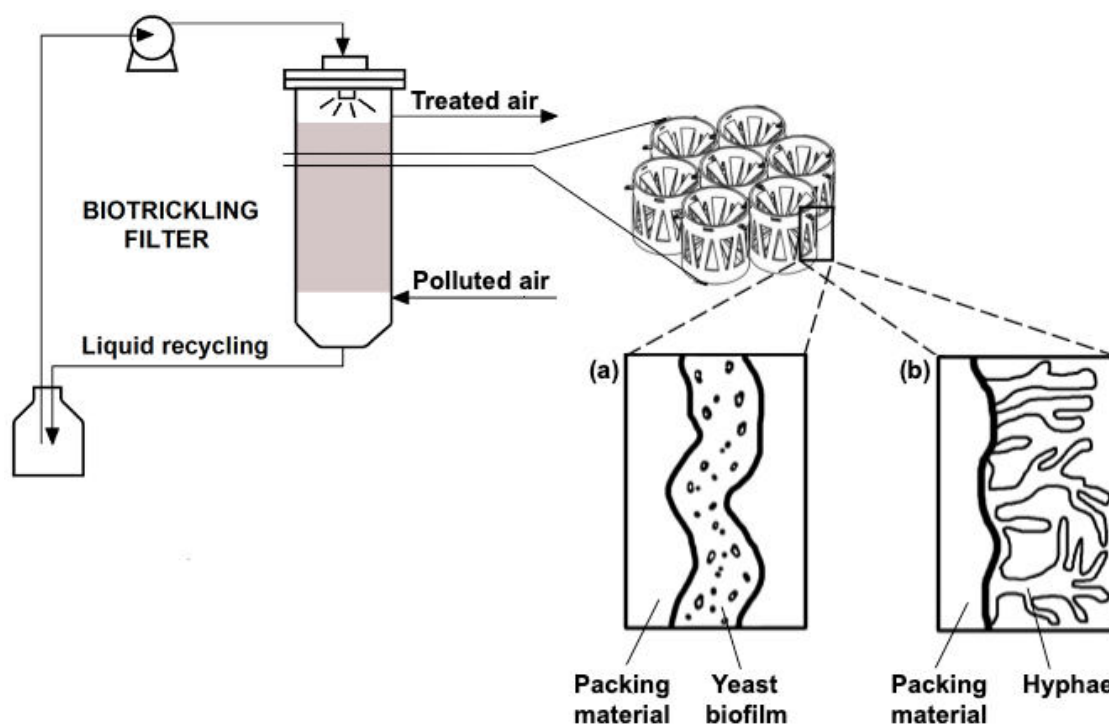 Treated air
BIOTRICKLING
FILTER
Polluted air
Liquid recycling
(a)
(b)
Packing
material
Yeast
biofilm
Packing
material
Hyphae